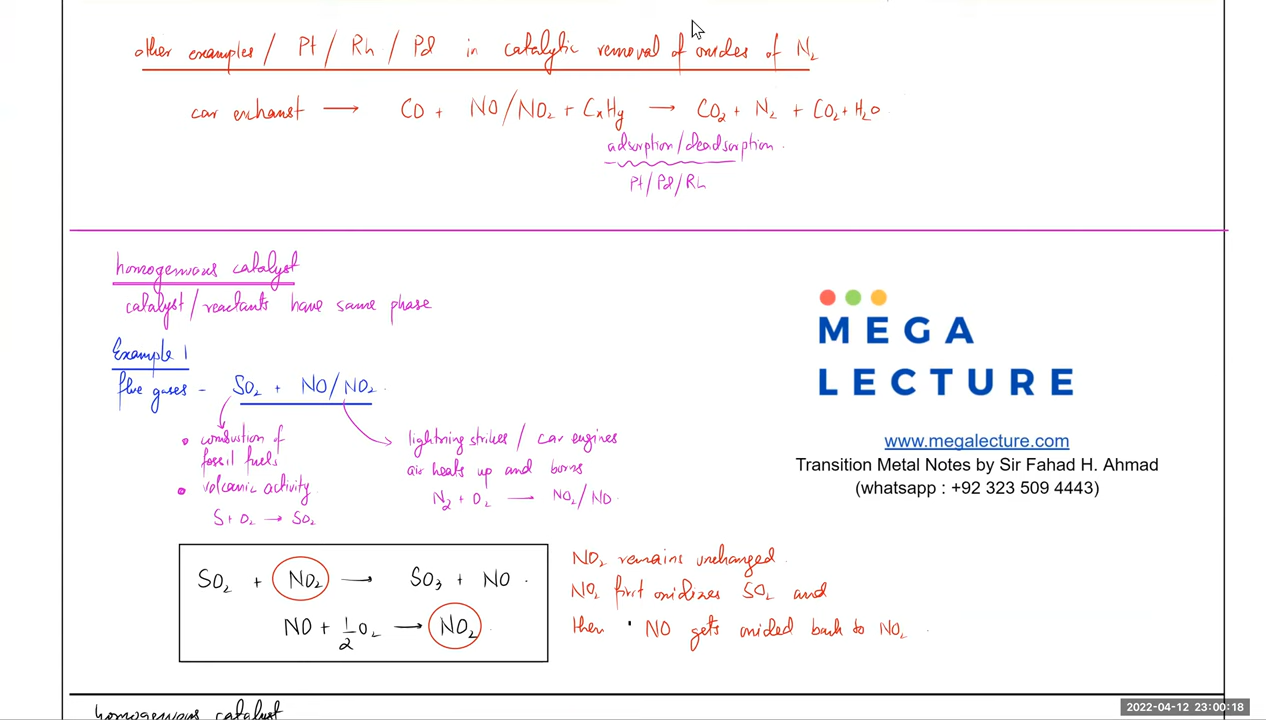 other examples / Pt / Rh / Pd in catalytic removal of oxides of N₂
car exhaust → CO + NO/NO₂ + CxHy → CO₂ + N₂ + CO₂ + H₂O
adsorption/deadsorption.
Pt/Pd/Rh
homogenous catalyst
catalyst/reactants have same phase
Example 1
flue gases - SO₂ + NO/NO₂.
• combustion of
fossil fuels
• volcanic activity
S + O₂ → SO₂
lightning strikes / car engines
air heats up and burns
N₂ + O₂ → NO₂/NO.
SO₂ + NO₂ → SO₃ + NO.
NO + 1/2 O₂ → NO₂.
NO₂ remains unchanged.
NO₂ first oxidizes SO₂ and
then NO gets oxided back to NO₂.
MEGA
LECTURE
www.megalecture.com
Transition Metal Notes by Sir Fahad H. Ahmad
(whatsapp : +92 323 509 4443)
homogenous catalyst
2022-04-12 23:00:18